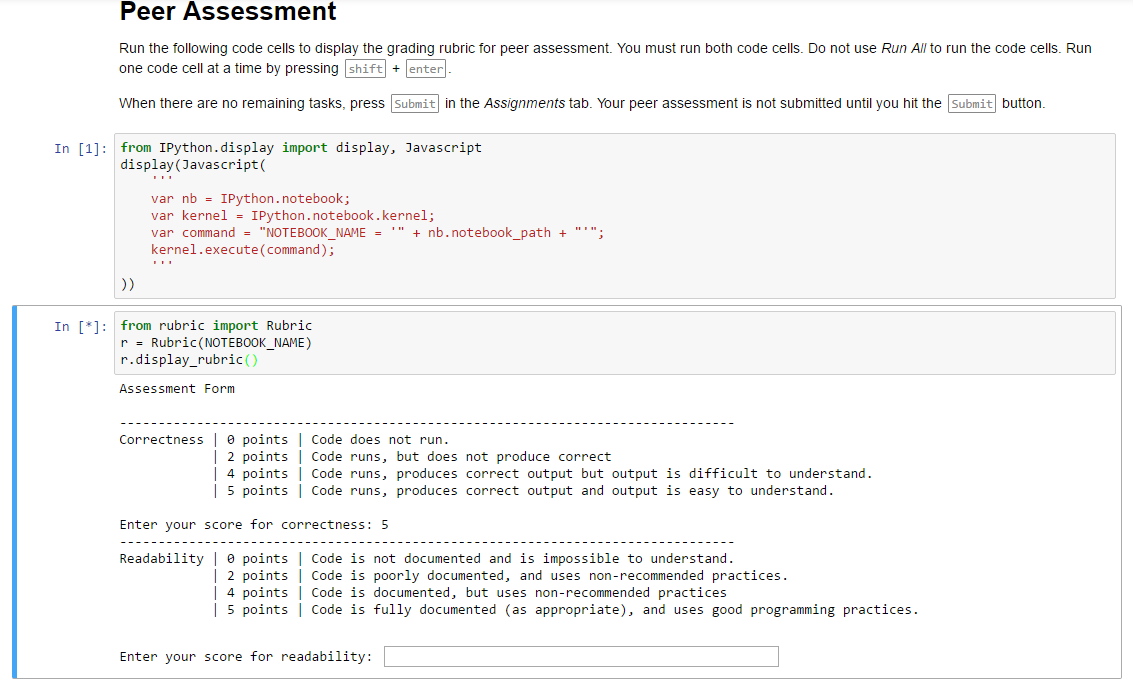 Peer Assessment
Run the following code cells to display the grading rubric for peer assessment. You must run both code cells. Do not use Run All to run the code cells. Run
one code cell at a time by pressing shift + enter.
When there are no remaining tasks, press Submit in the Assignments tab. Your peer assessment is not submitted until you hit the Submit button.
In [1]: from IPython.display import display, Javascript
display(Javascript(
'''
var nb = IPython.notebook;
var kernel = IPython.notebook.kernel;
var command = "NOTEBOOK_NAME = '" + nb.notebook_path + "'";
kernel.execute(command);
'''
))
In [*]: from rubric import Rubric
r = Rubric(NOTEBOOK_NAME)
r.display_rubric()
Assessment Form
--------------------------------------------------------------------------------
Correctness | 0 points | Code does not run.
| 2 points | Code runs, but does not produce correct
| 4 points | Code runs, produces correct output but output is difficult to understand.
| 5 points | Code runs, produces correct output and output is easy to understand.
Enter your score for correctness: 5
--------------------------------------------------------------------------------
Readability | 0 points | Code is not documented and is impossible to understand.
| 2 points | Code is poorly documented, and uses non-recommended practices.
| 4 points | Code is documented, but uses non-recommended practices
| 5 points | Code is fully documented (as appropriate), and uses good programming practices.
Enter your score for readability: